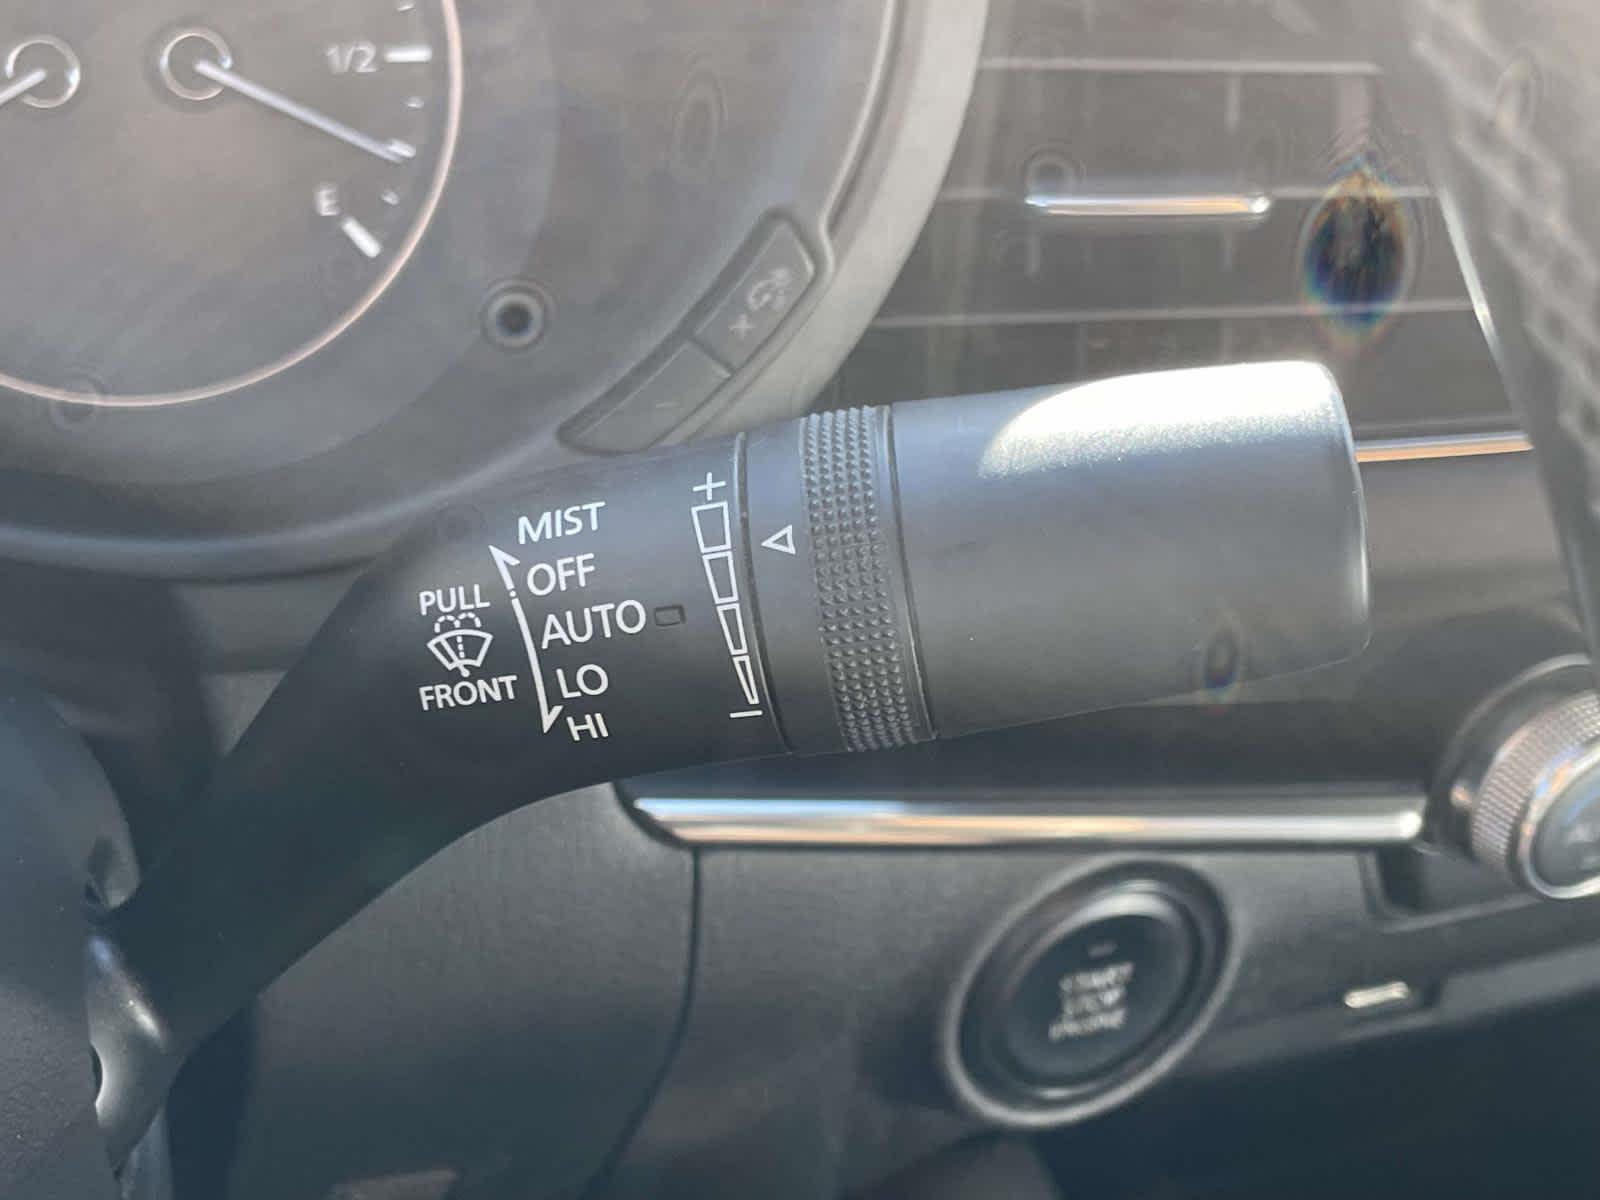 1/2
E
MIST
OFF
AUTO
LO
HI
PULL
FRONT
+
−
START
STOP
ENGINE